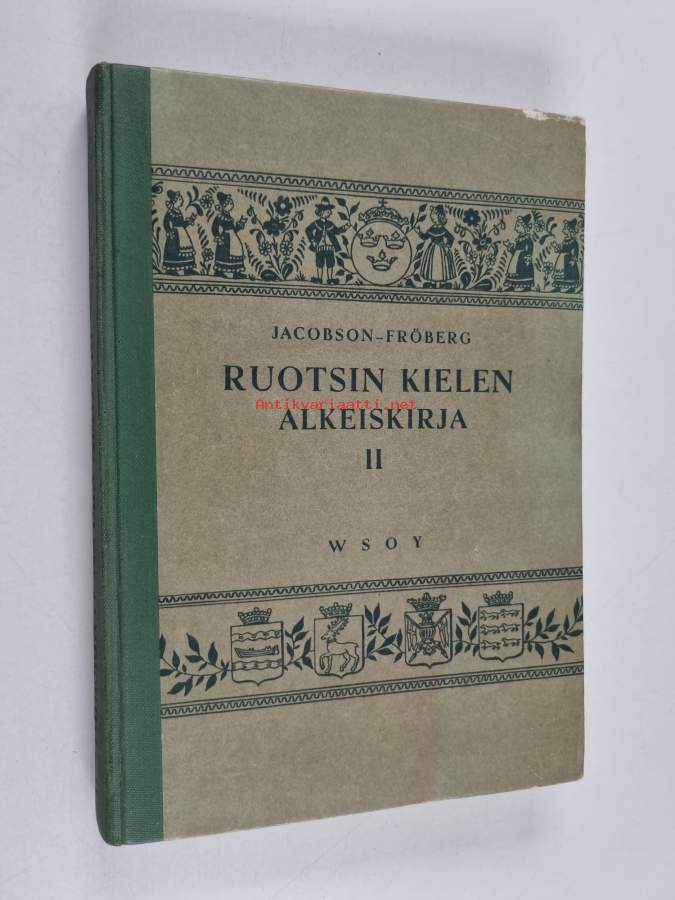 JACOBSON-FRÖBERG
RUOTSIN KIELEN
Antikvariaatti.net
ALKEISKIRJA
II
WSOY